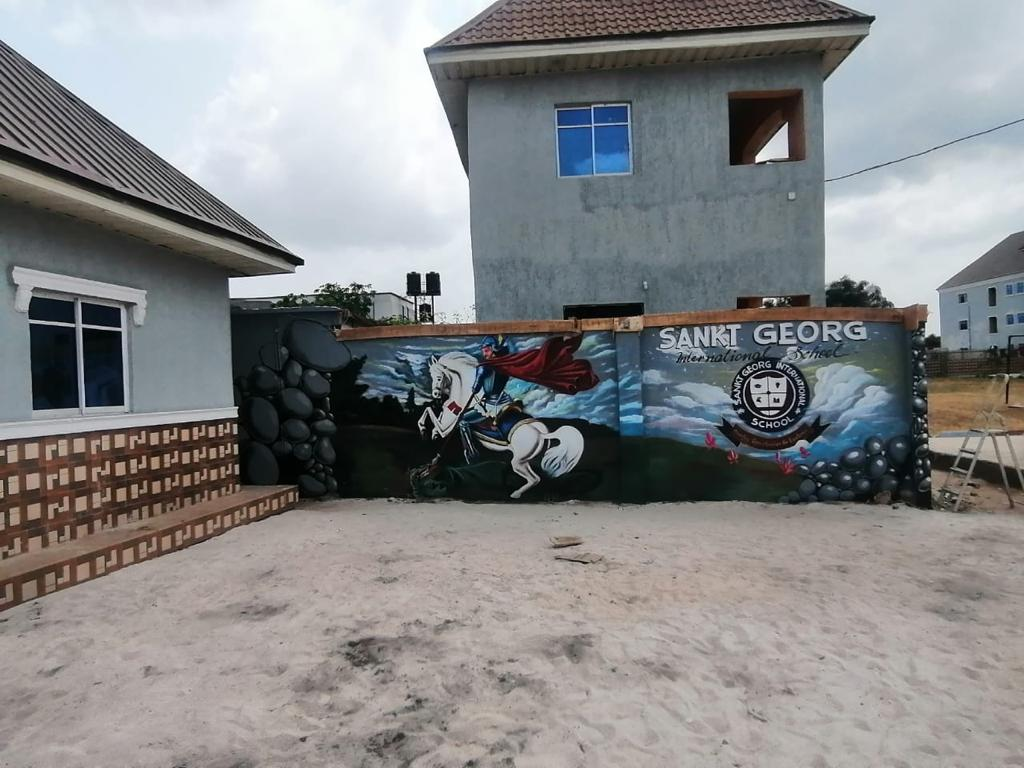 SANKT GEORG
International School
SANKT GEORG INTERNATIONAL
SCHOOL